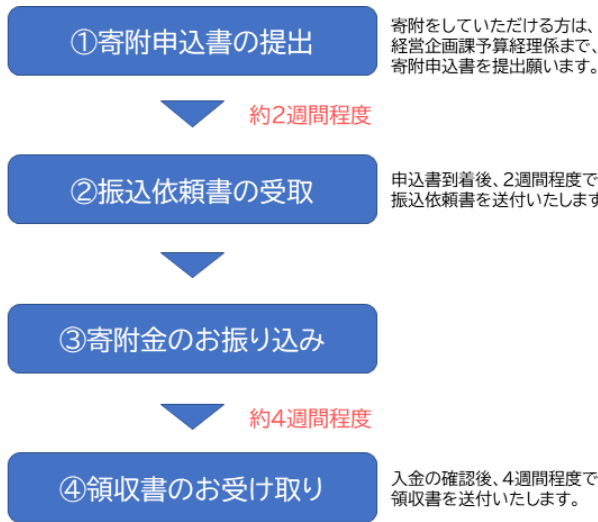 ①寄附申込書の提出
寄附をしていただける方は、
経営企画課予算経理係まで、
寄附申込書を提出願います。
約2週間程度
②振込依頼書の受取
申込書到着後、2週間程度で
振込依頼書を送付いたします
③寄附金のお振り込み
約4週間程度
④領収書のお受け取り
入金の確認後、4週間程度で
領収書を送付いたします。